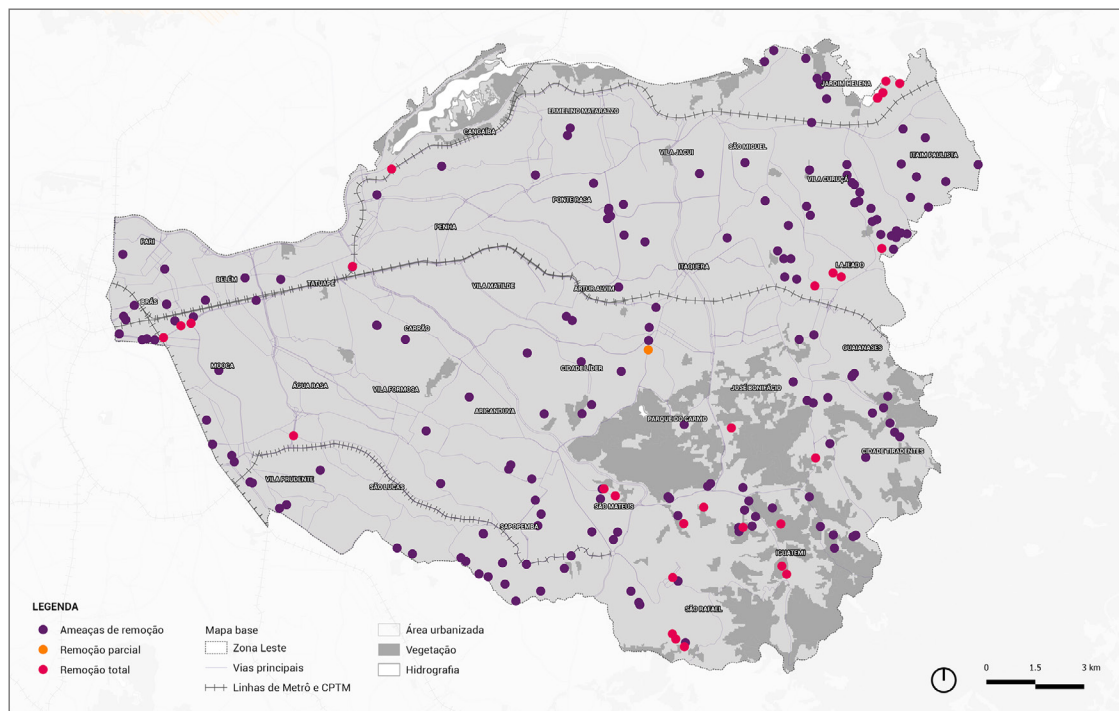 JARDIM HELENA
ERMELINO MATARAZZO
CANGAÍBA
SÃO MIGUEL
VILA JACUÍ
ITAIM PAULISTA
VILA CURUÇÁ
PONTE RASA
PENHA
PARI
ITAQUERA
LAJEADO
BELÉM
TATUAPÉ
VILA MATILDE
ARTUR ALVIM
BRÁS
CARRÃO
GUAIANASES
MOOCA
CIDADE LÍDER
ÁGUA RASA
VILA FORMOSA
JOSÉ BONIFÁCIO
ARICANDUVA
PARQUE DO CARMO
CIDADE TIRADENTES
VILA PRUDENTE
SÃO LUCAS
SÃO MATEUS
SAPOPEMBA
IGUATEMI
SÃO RAFAEL
LEGENDA
Ameaças de remoção
Remoção parcial
Remoção total
Mapa base
Zona Leste
Vias principais
Linhas de Metrô e CPTM
Área urbanizada
Vegetação
Hidrografia
0 1.5 3 km